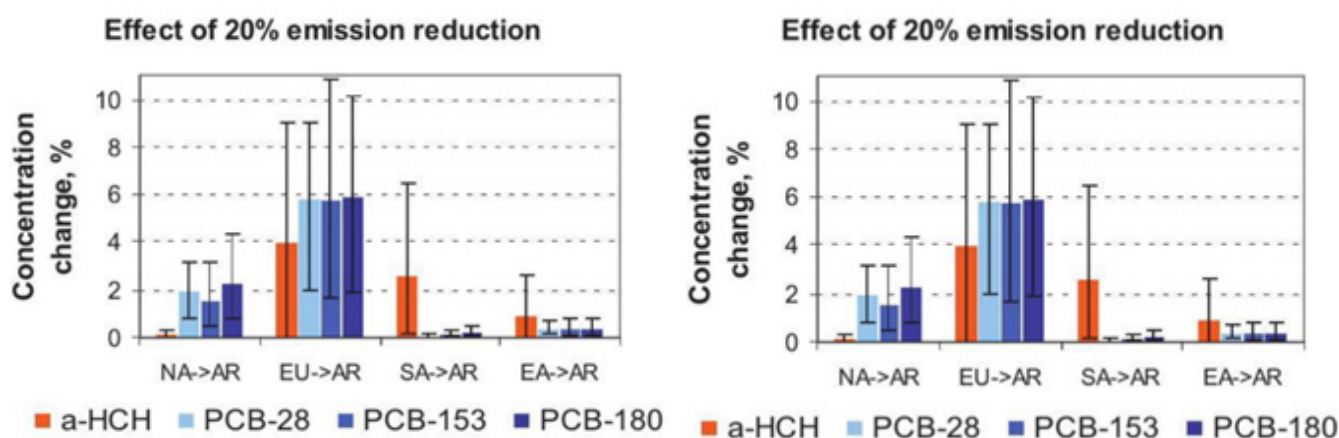 Effect of 20% emission reduction
Concentration
change, %
10
8
6
4
2
0
NA->AR EU->AR SA->AR EA->AR
a-HCH PCB-28 PCB-153 PCB-180
Effect of 20% emission reduction
Concentration
change, %
10
8
6
4
2
0
NA->AR EU->AR SA->AR EA->AR
a-HCH PCB-28 PCB-153 PCB-180